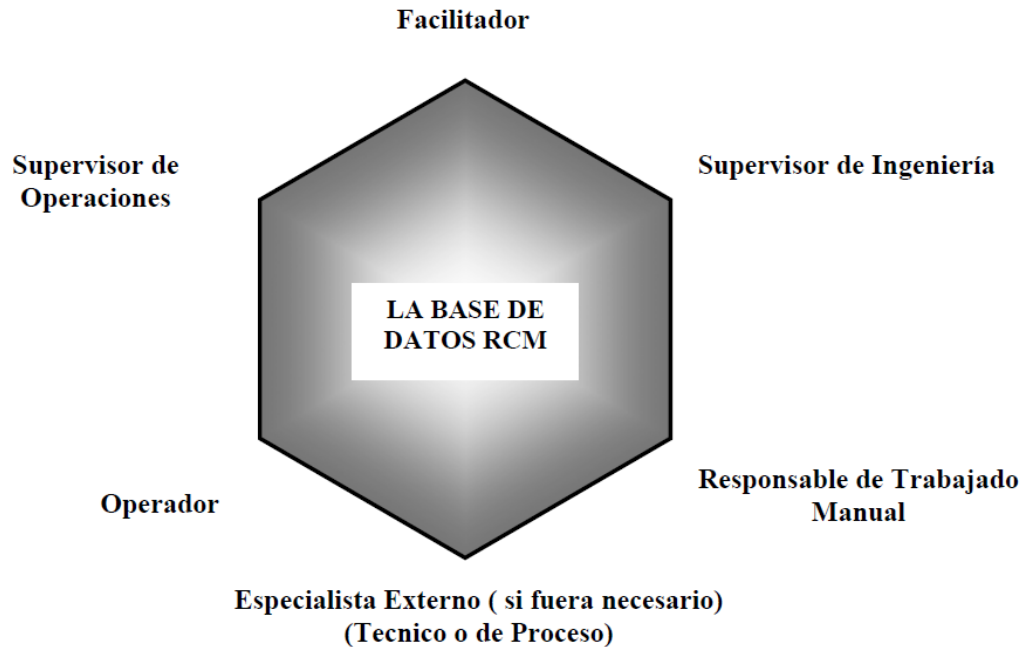 Facilitador
Supervisor de
Operaciones
Supervisor de Ingeniería
LA BASE DE
DATOS RCM
Operador
Responsable de Trabajado
Manual
Especialista Externo ( si fuera necesario)
(Tecnico o de Proceso)